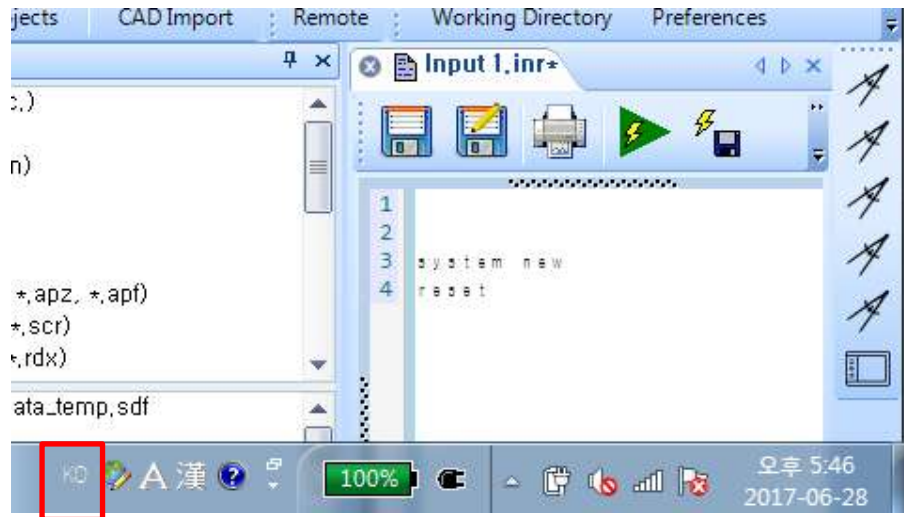 jects CAD Import Remote Working Directory Preferences
Input 1.inr*
c,)
n)
1
2
3 system new
4 reset
*,apz, *,apf)
*,scr)
*,rdx)
ata_temp,sdf
KO A 漢 ? 100% 오후 5:46
2017-06-28